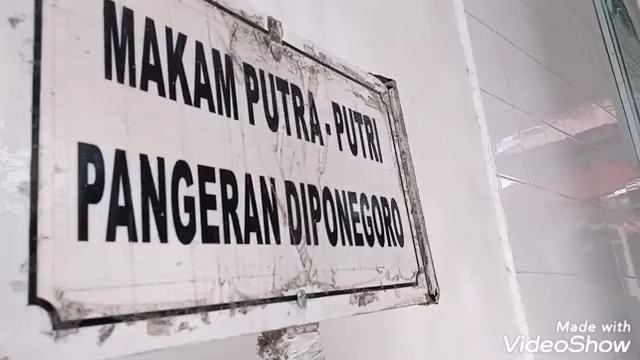 MAKAM PUTRA - PUTRI
PANGERAN DIPONEGORO
Made with
VideoShow